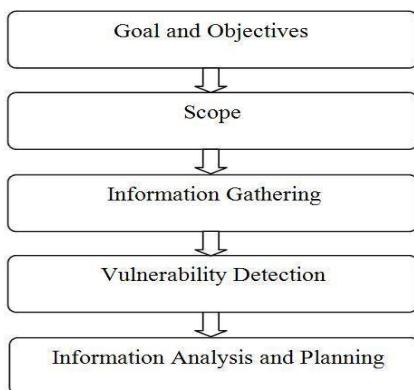 Goal and Objectives
Scope
Information Gathering
Vulnerability Detection
Information Analysis and Planning